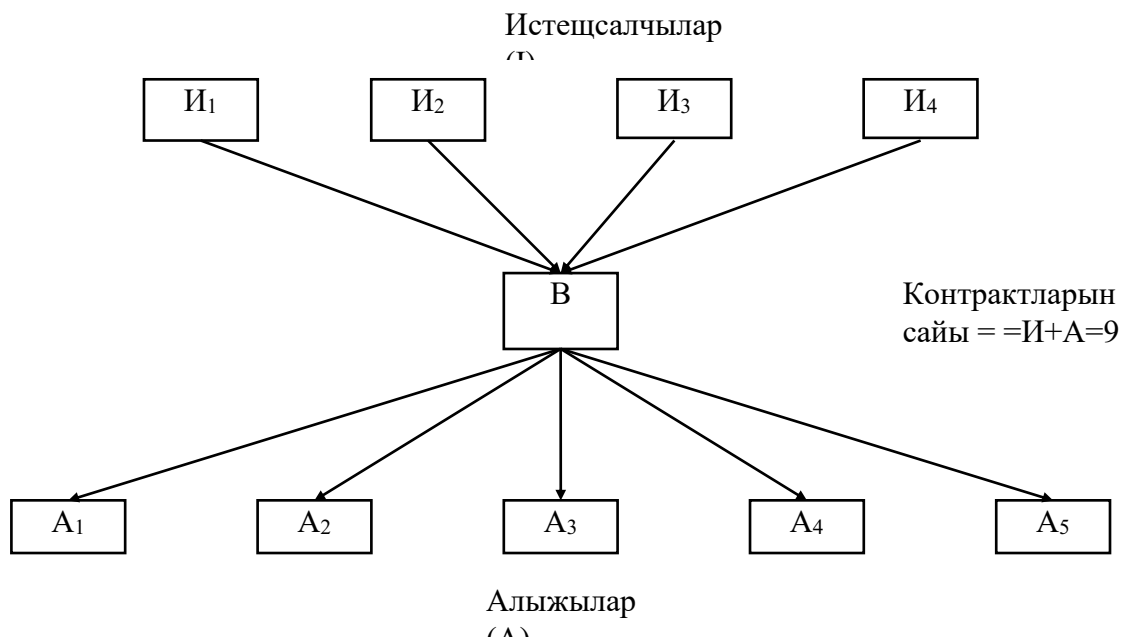 Истещсалчылар
И1 И2 И3 И4
В
Контрактларын
сайы = =И+А=9
А1 А2 А3 А4 А5
Алыжылар